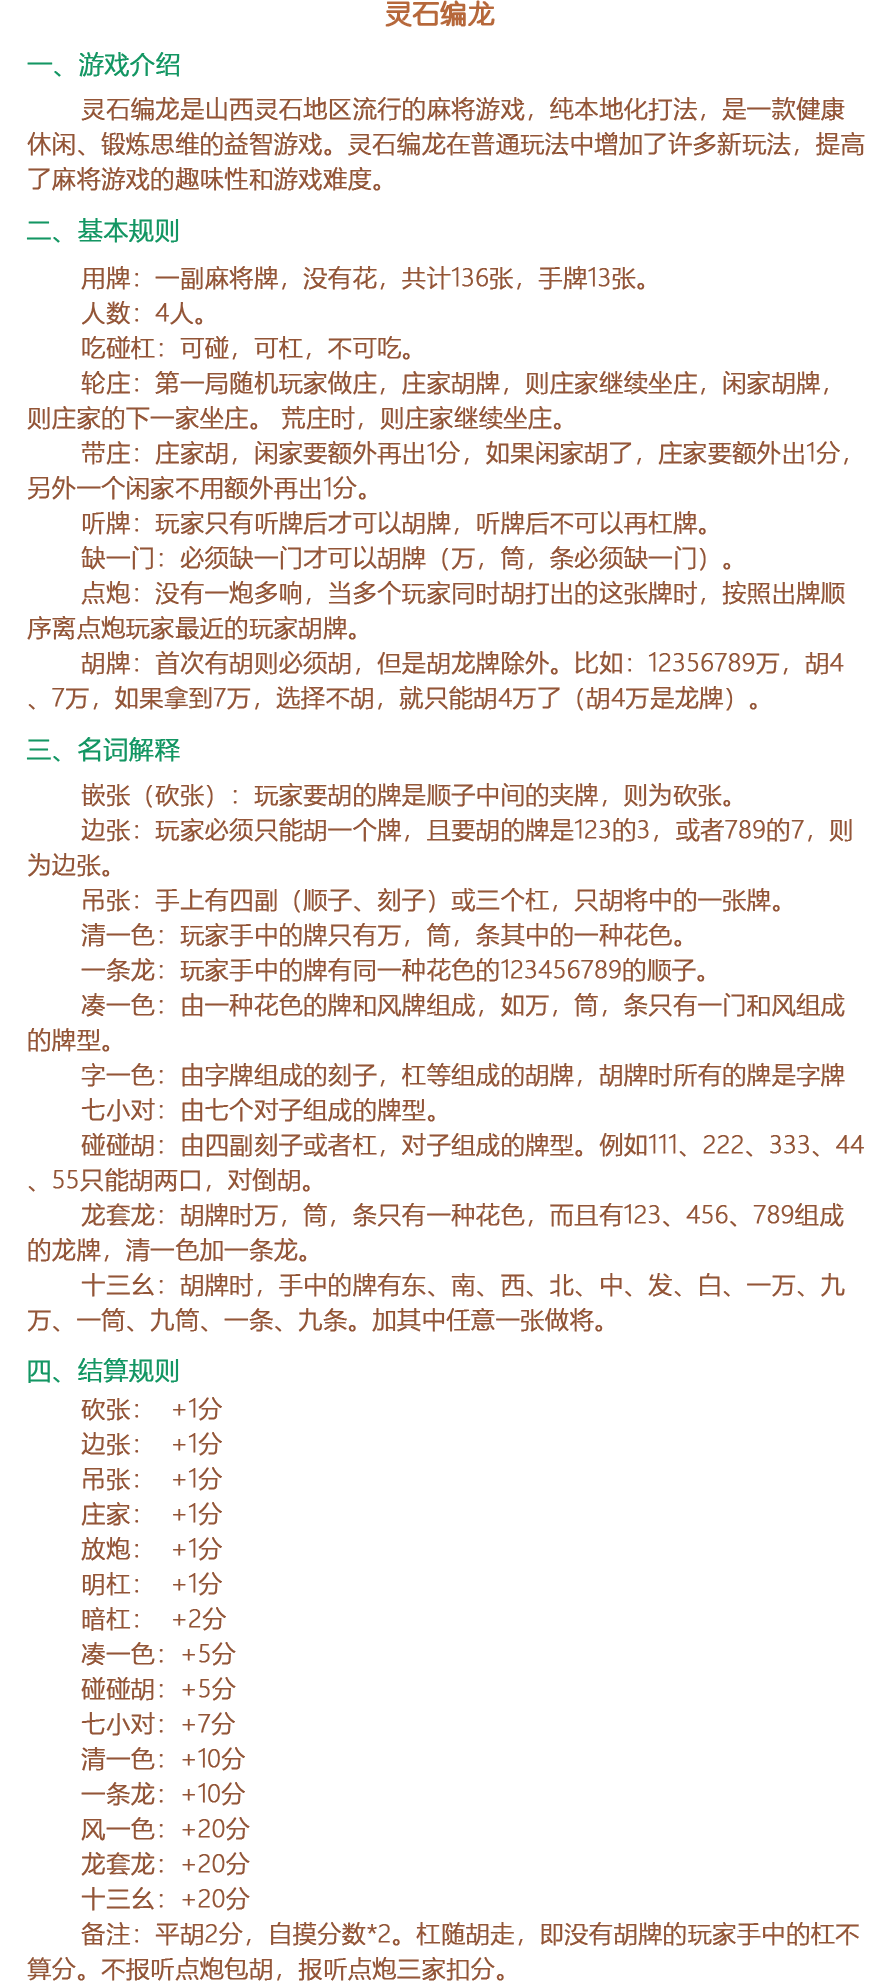 灵石编龙
一、游戏介绍
灵石编龙是山西灵石地区流行的麻将游戏，纯本地化打法，是一款健康
休闲、锻炼思维的益智游戏。灵石编龙在普通玩法中增加了许多新玩法，提高
了麻将游戏的趣味性和游戏难度。
二、基本规则
用牌：一副麻将牌，没有花，共计136张，手牌13张。
人数：4人。
吃碰杠：可碰，可杠，不可吃。
轮庄：第一局随机玩家做庄，庄家胡牌，则庄家继续坐庄，闲家胡牌，
则庄家的下一家坐庄。 荒庄时，则庄家继续坐庄。
带庄：庄家胡，闲家要额外再出1分，如果闲家胡了，庄家要额外出1分，
另外一个闲家不用额外再出1分。
听牌：玩家只有听牌后才可以胡牌，听牌后不可以再杠牌。
缺一门：必须缺一门才可以胡牌（万，筒，条必须缺一门）。
点炮：没有一炮多响，当多个玩家同时胡打出的这张牌时，按照出牌顺
序离点炮玩家最近的玩家胡牌。
胡牌：首次有胡则必须胡，但是胡龙牌除外。比如：12356789万，胡4
、7万，如果拿到7万，选择不胡，就只能胡4万了（胡4万是龙牌）。
三、名词解释
嵌张（砍张）：玩家要胡的牌是顺子中间的夹牌，则为砍张。
边张：玩家必须只能胡一个牌，且要胡的牌是123的3，或者789的7，则
为边张。
吊张：手上有四副（顺子、刻子）或三个杠，只胡将中的一张牌。
清一色：玩家手中的牌只有万，筒，条其中的一种花色。
一条龙：玩家手中的牌有同一种花色的123456789的顺子。
凑一色：由一种花色的牌和风牌组成，如万，筒，条只有一门和风组成
的牌型。
字一色：由字牌组成的刻子，杠等组成的胡牌，胡牌时所有的牌是字牌
七小对：由七个对子组成的牌型。
碰碰胡：由四副刻子或者杠，对子组成的牌型。例如111、222、333、44
、55只能胡两口，对倒胡。
龙套龙：胡牌时万，筒，条只有一种花色，而且有123、456、789组成
的龙牌，清一色加一条龙。
十三幺：胡牌时，手中的牌有东、南、西、北、中、发、白、一万、九
万、一筒、九筒、一条、九条。加其中任意一张做将。
四、结算规则
砍张： +1分
边张： +1分
吊张： +1分
庄家： +1分
放炮： +1分
明杠： +1分
暗杠： +2分
凑一色：+5分
碰碰胡：+5分
七小对：+7分
清一色：+10分
一条龙：+10分
风一色：+20分
龙套龙：+20分
十三幺：+20分
备注：平胡2分，自摸分数*2。杠随胡走，即没有胡牌的玩家手中的杠不
算分。不报听点炮包胡，报听点炮三家扣分。